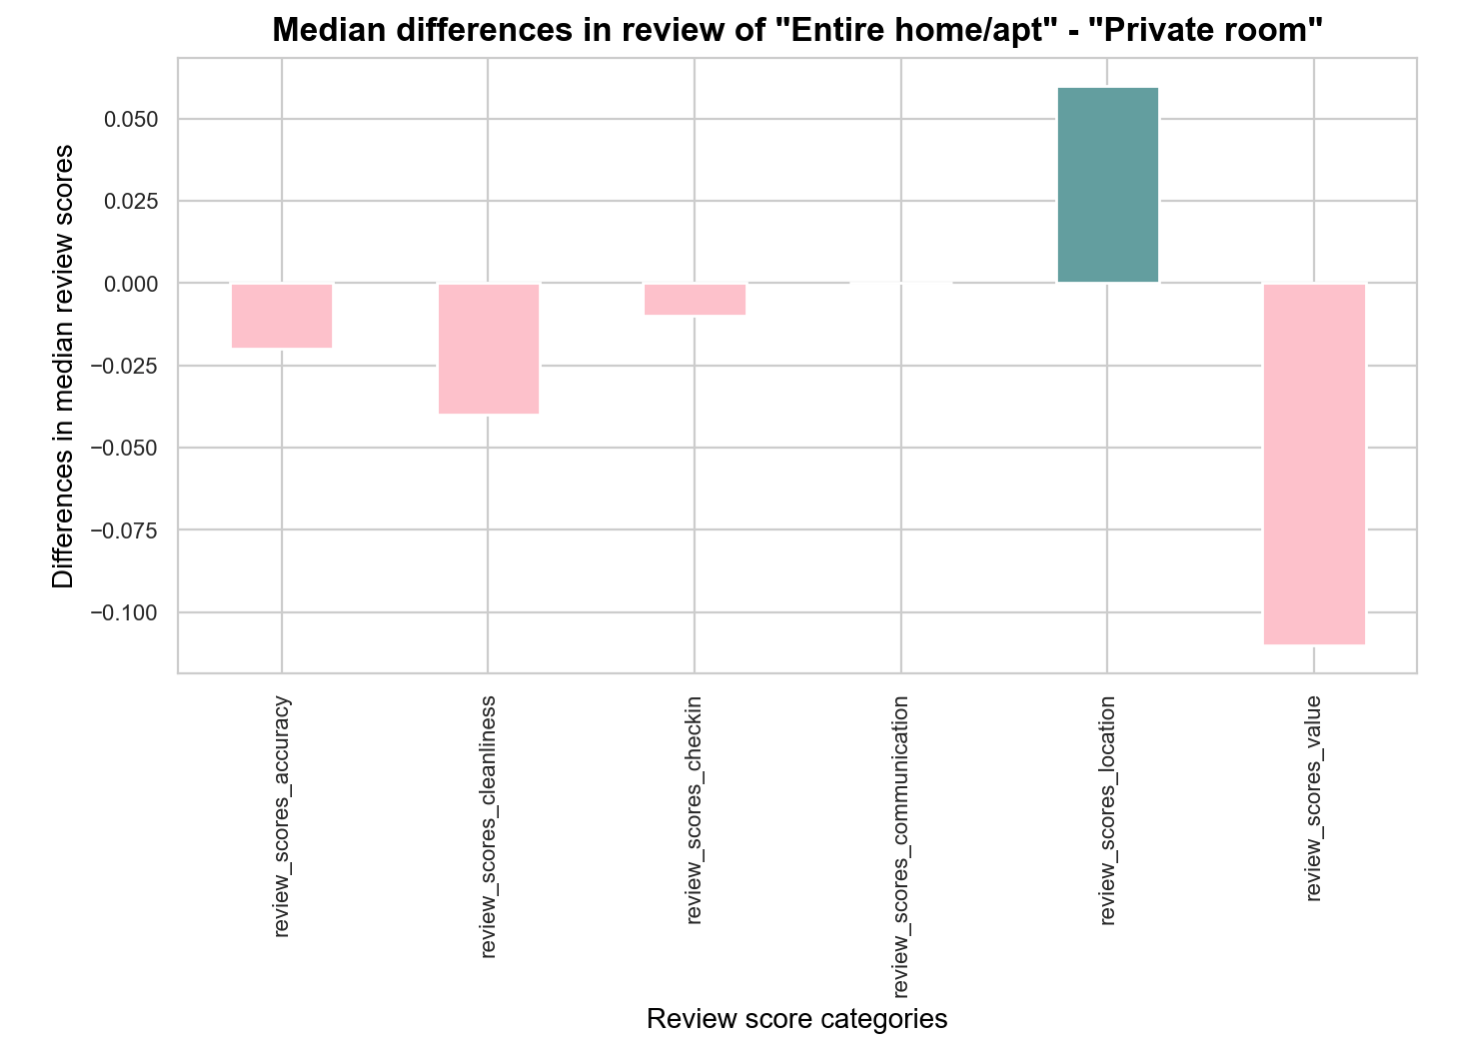 Median differences in review of "Entire home/apt" - "Private room"
Differences in median review scores
0.050
0.025
0.000
−0.025
−0.050
−0.075
−0.100
review_scores_accuracy
review_scores_cleanliness
review_scores_checkin
review_scores_communication
review_scores_location
review_scores_value
Review score categories